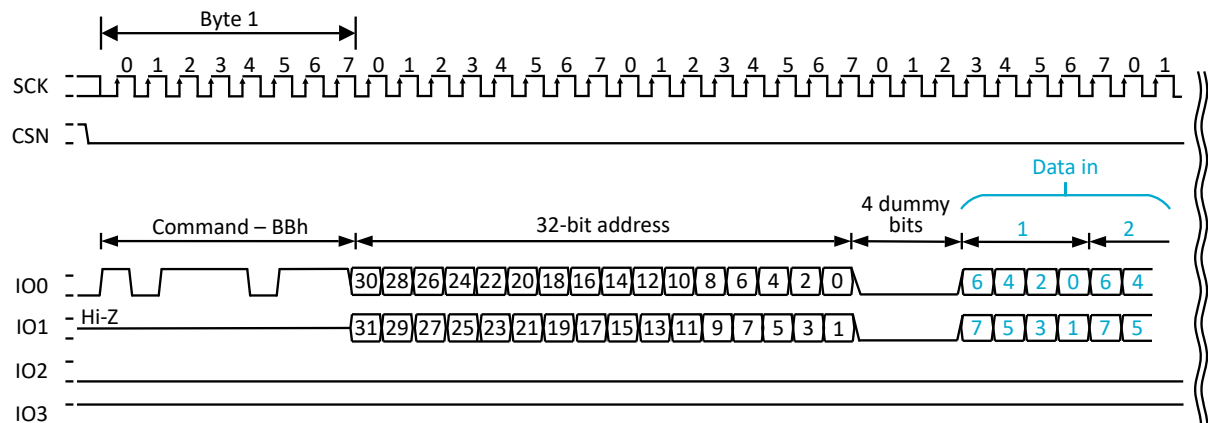 Byte 1
SCK 0 1 2 3 4 5 6 7 0 1 2 3 4 5 6 7 0 1 2 3 4 5 6 7 0 1 2 3 4 5 6 7 0 1
CSN
Data in
Command – BBh 32-bit address 4 dummy bits 1 2
IO0 30 28 26 24 22 20 18 16 14 12 10 8 6 4 2 0 6 4 2 0 6 4
Hi-Z
IO1 31 29 27 25 23 21 19 17 15 13 11 9 7 5 3 1 7 5 3 1 7 5
IO2
IO3